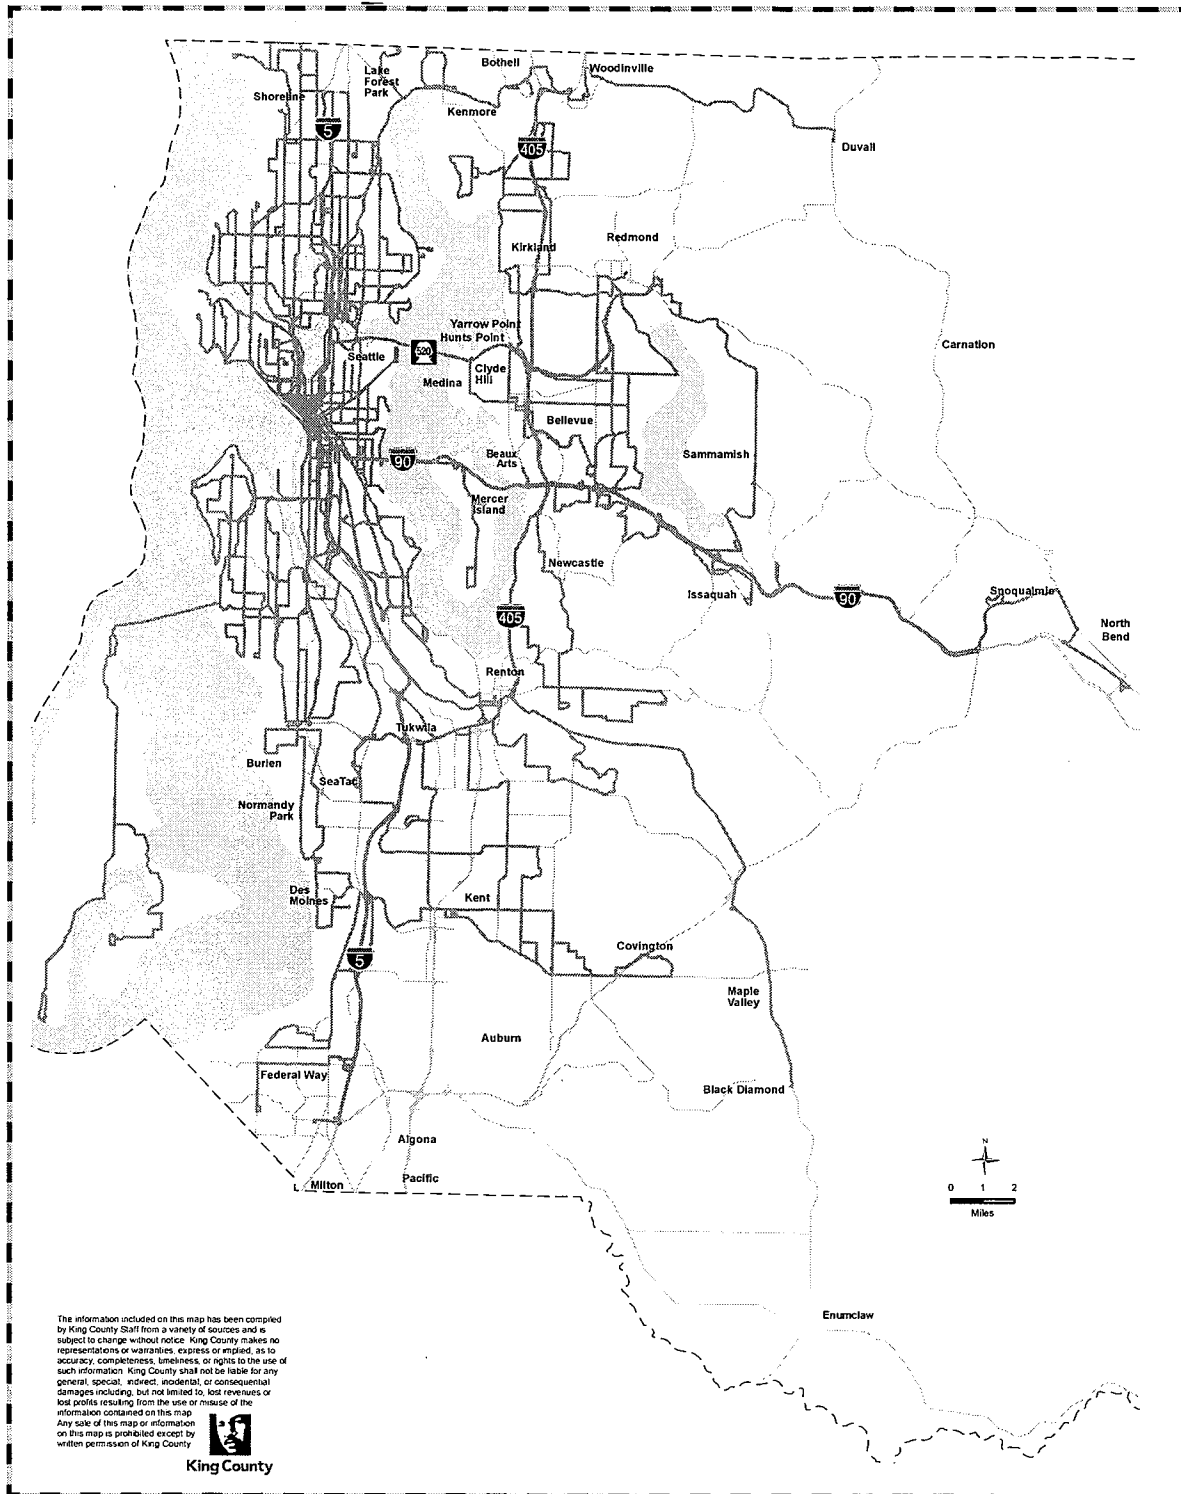 Bothell
Woodinville
Lake
Forest
Park
Shoreline
Kenmore
5
405
Duvall
Redmond
Kirkland
Yarrow Point
Hunts Point
Carnation
520
Seattle
Clyde
Hill
Medina
Bellevue
Beaux
Arts
Sammamish
90
Mercer
Island
Newcastle
Issaquah
90
Snoqualmie
405
North
Bend
Renton
Tukwila
Burien
SeaTac
Normandy
Park
Des
Moines
Kent
Covington
5
Maple
Valley
Auburn
Federal Way
Black Diamond
Algona
N
Pacific
Milton
0 1 2
Miles
Enumclaw
The information included on this map has been compiled
by King County Staff from a variety of sources and is
subject to change without notice. King County makes no
representations or warranties, express or implied, as to
accuracy, completeness, timeliness, or rights to the use of
such information. King County shall not be liable for any
general, special, indirect, incidental, or consequential
damages including, but not limited to, lost revenues or
lost profits resulting from the use or misuse of the
information contained on this map
Any sale of this map or information
on this map is prohibited except by
written permission of King County
King County